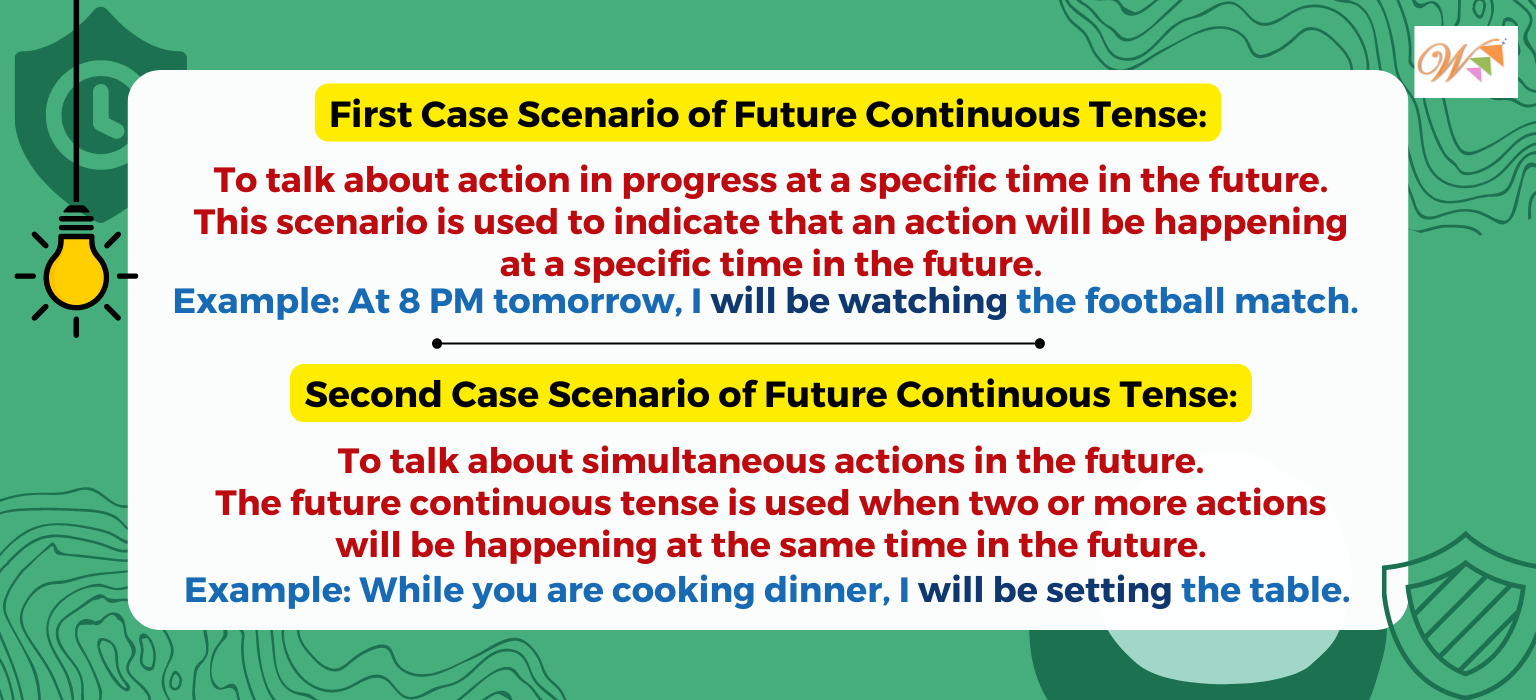 W
First Case Scenario of Future Continuous Tense:
To talk about action in progress at a specific time in the future.
This scenario is used to indicate that an action will be happening
at a specific time in the future.
Example: At 8 PM tomorrow, I will be watching the football match.
Second Case Scenario of Future Continuous Tense:
To talk about simultaneous actions in the future.
The future continuous tense is used when two or more actions
will be happening at the same time in the future.
Example: While you are cooking dinner, I will be setting the table.